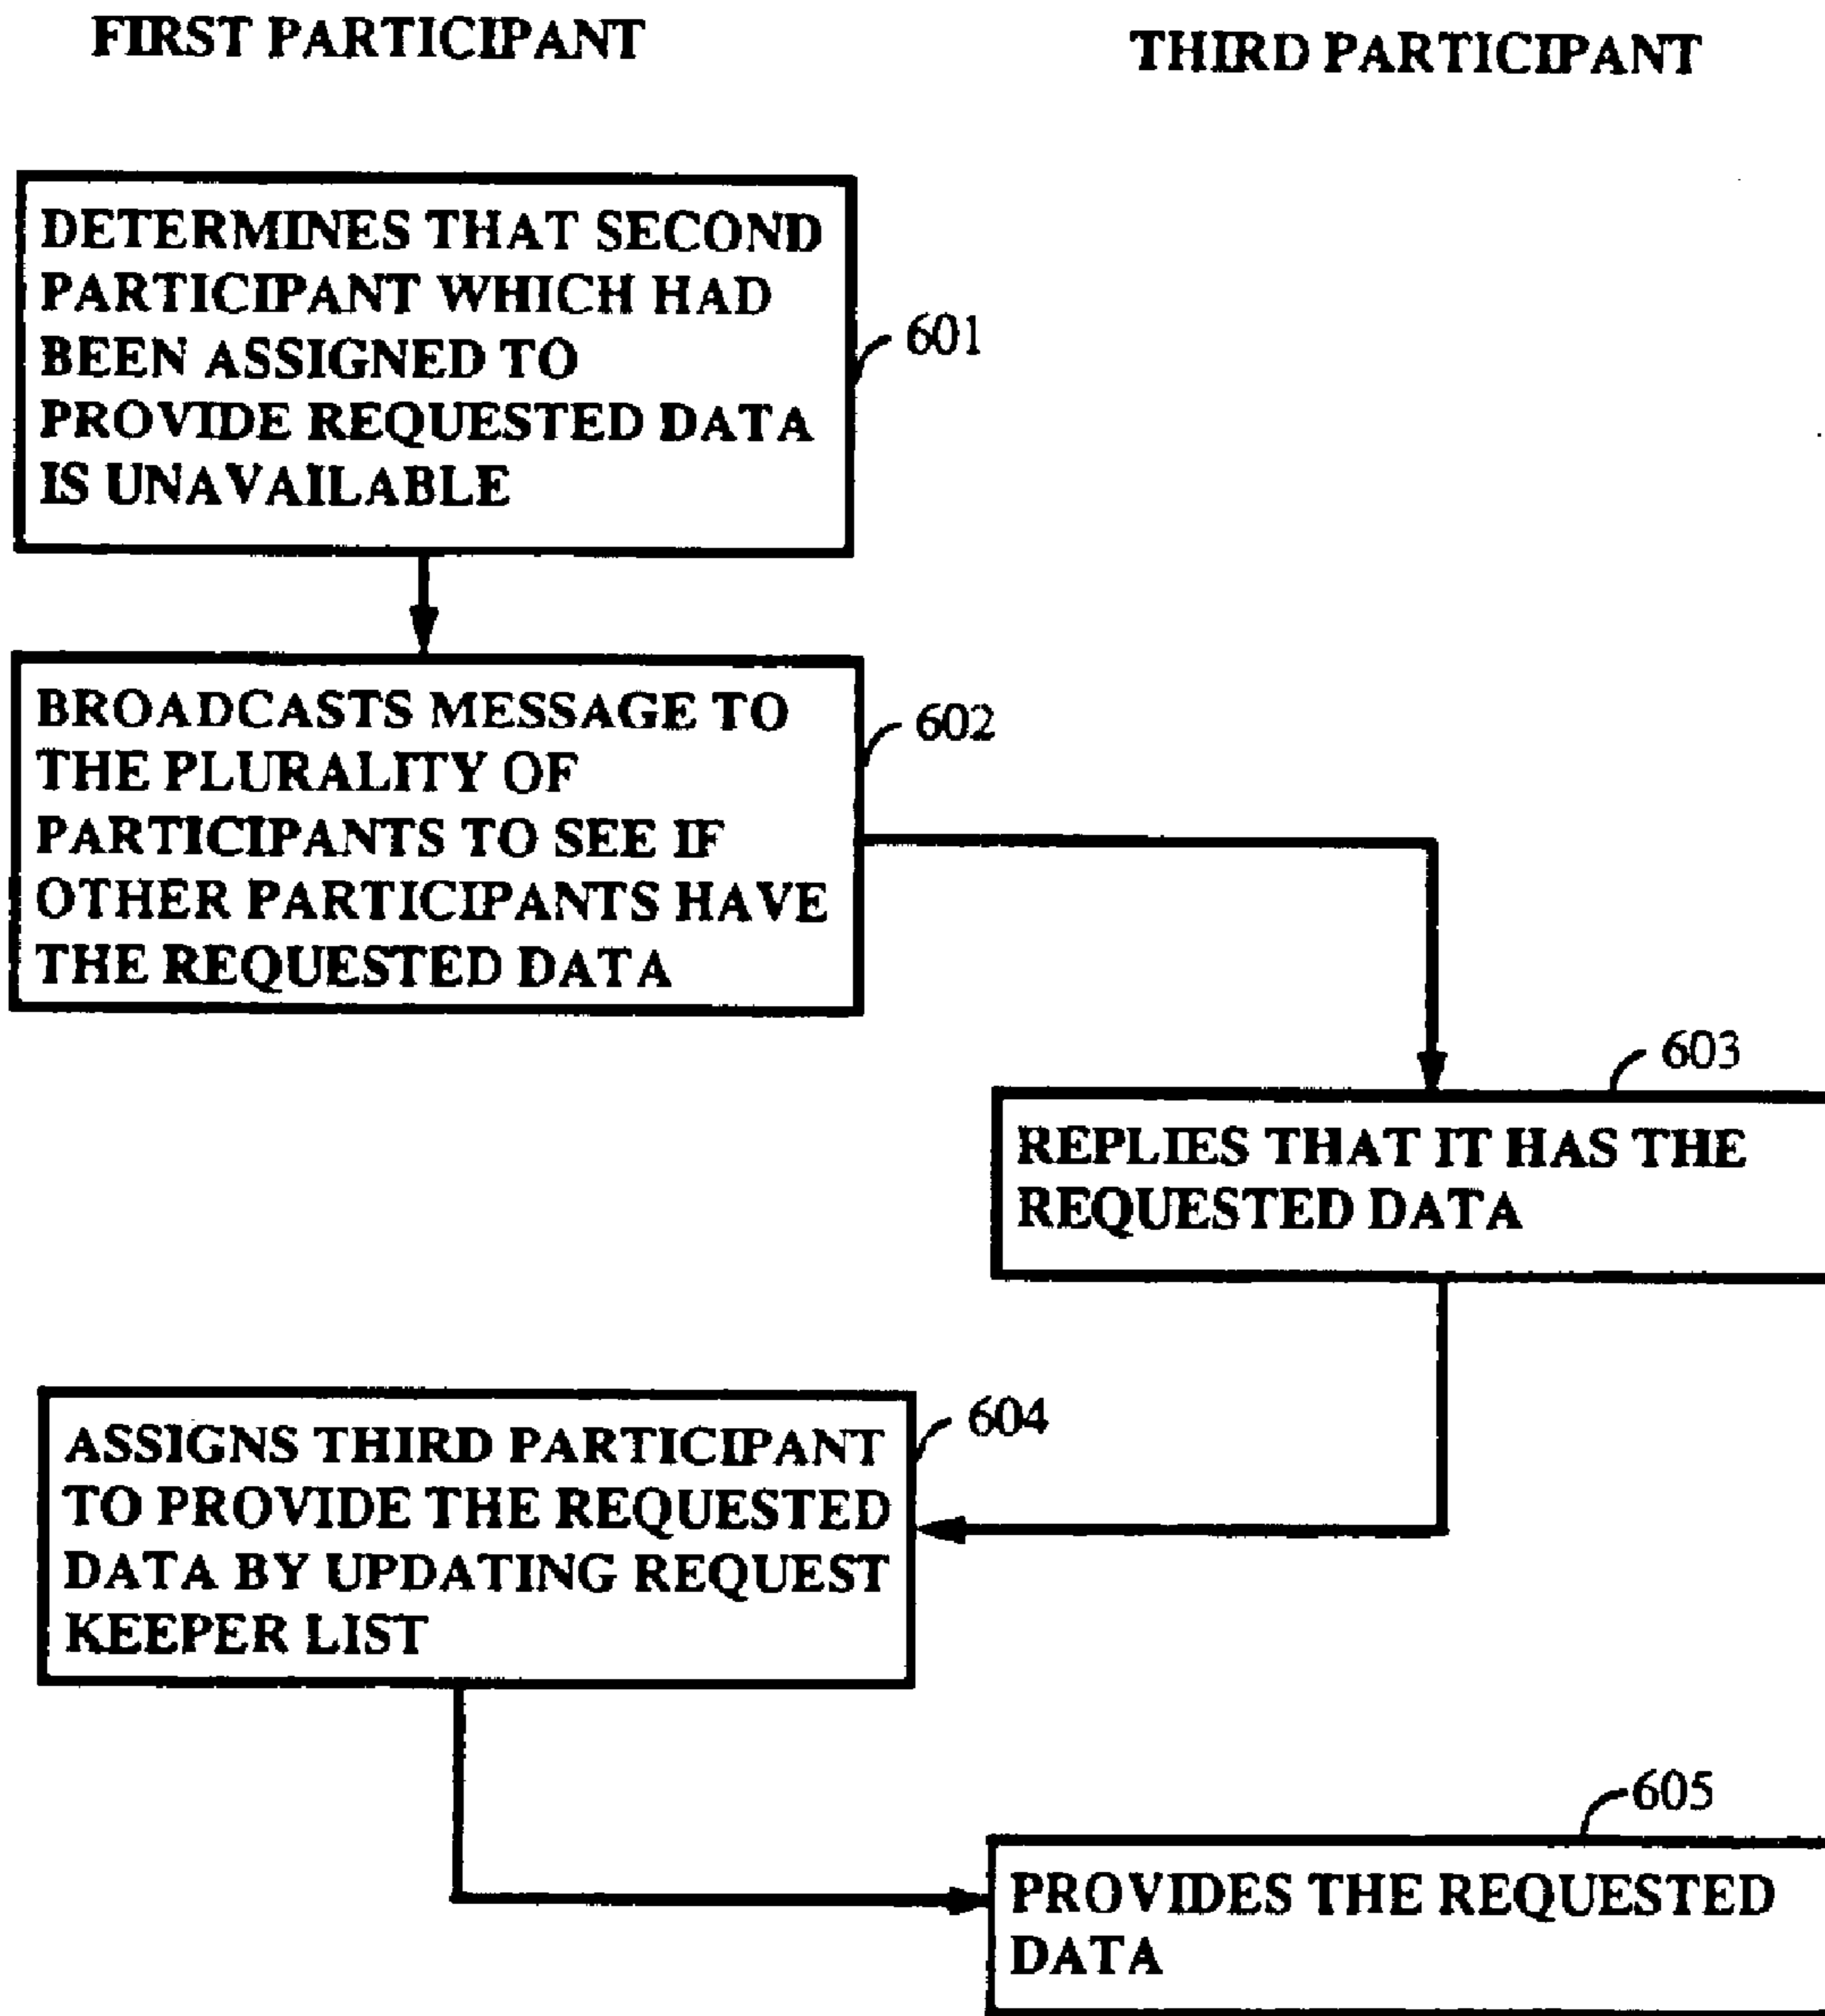 FIRST PARTICIPANT
THIRD PARTICIPANT
DETERMINES THAT SECOND
PARTICIPANT WHICH HAD
BEEN ASSIGNED TO
PROVIDE REQUESTED DATA
IS UNAVAILABLE
601
BROADCASTS MESSAGE TO
THE PLURALITY OF
PARTICIPANTS TO SEE IF
OTHER PARTICIPANTS HAVE
THE REQUESTED DATA
602
603
REPLIES THAT IT HAS THE
REQUESTED DATA
604
ASSIGNS THIRD PARTICIPANT
TO PROVIDE THE REQUESTED
DATA BY UPDATING REQUEST
KEEPER LIST
605
PROVIDES THE REQUESTED
DATA